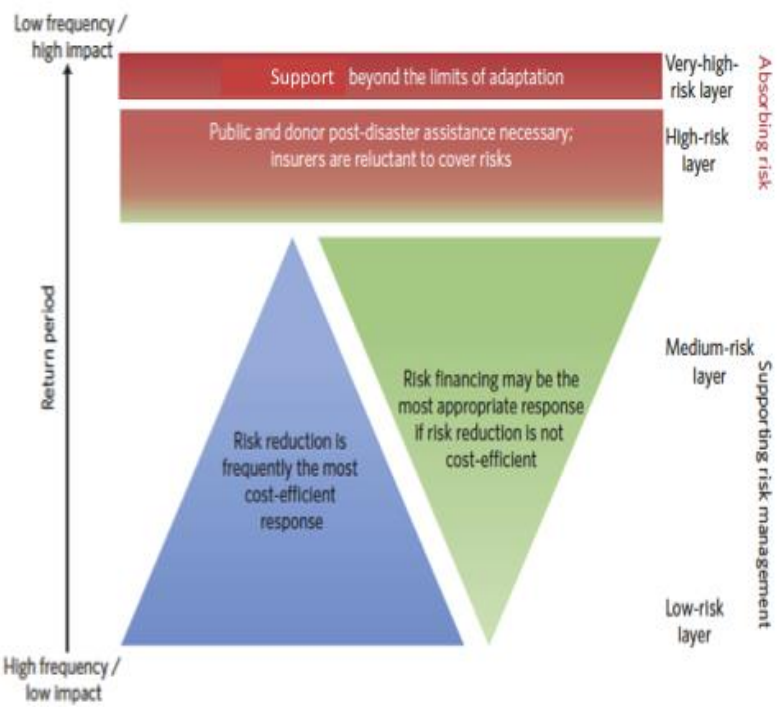 Low frequency /
high impact
Support beyond the limits of adaptation
Very-high-
risk layer
Absorbing risk
Public and donor post-disaster assistance necessary;
insurers are reluctant to cover risks
High-risk
layer
Return period
Medium-risk
layer
Risk financing may be the
most appropriate response
if risk reduction is not
cost-efficient
Risk reduction is
frequently the most
cost-efficient
response
Supporting risk management
Low-risk
layer
High frequency /
low impact